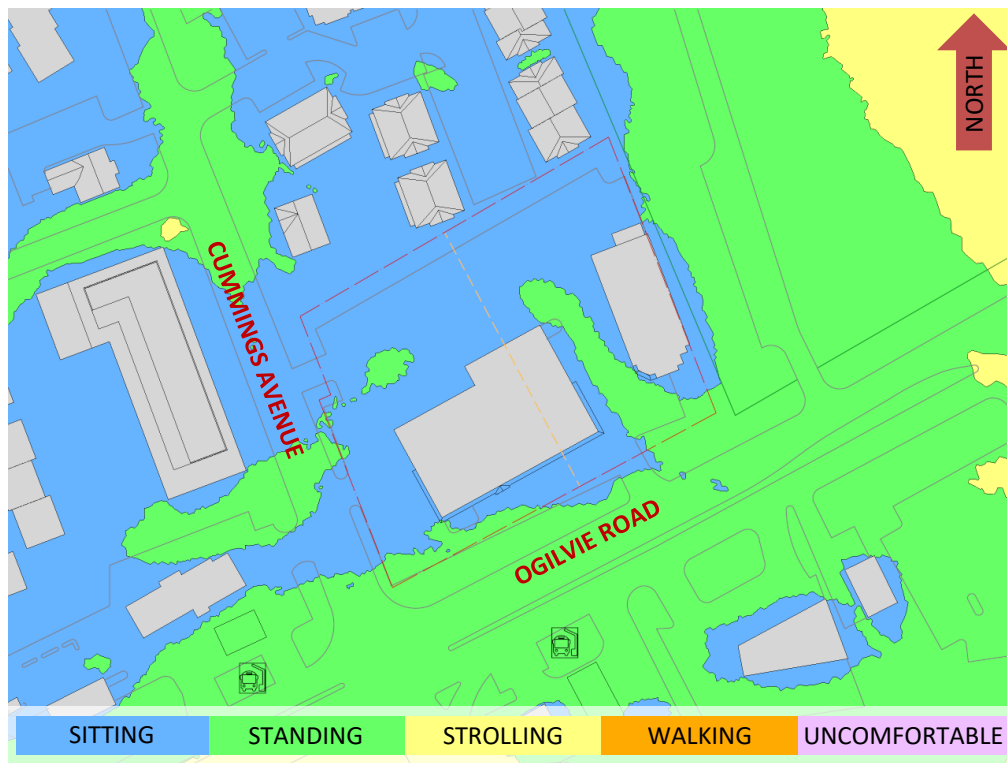 NORTH
CUMMINGS AVENUE
OGILVIE ROAD
SITTING
STANDING
STROLLING
WALKING
UNCOMFORTABLE